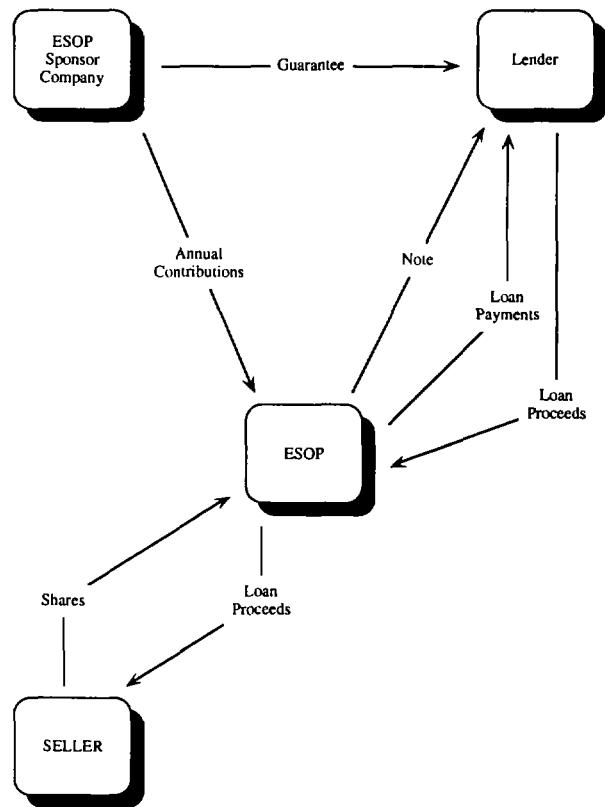 ESOP
Sponsor
Company
Guarantee
Lender
Annual
Contributions
Note
Loan
Payments
Loan
Proceeds
ESOP
Shares
Loan
Proceeds
SELLER